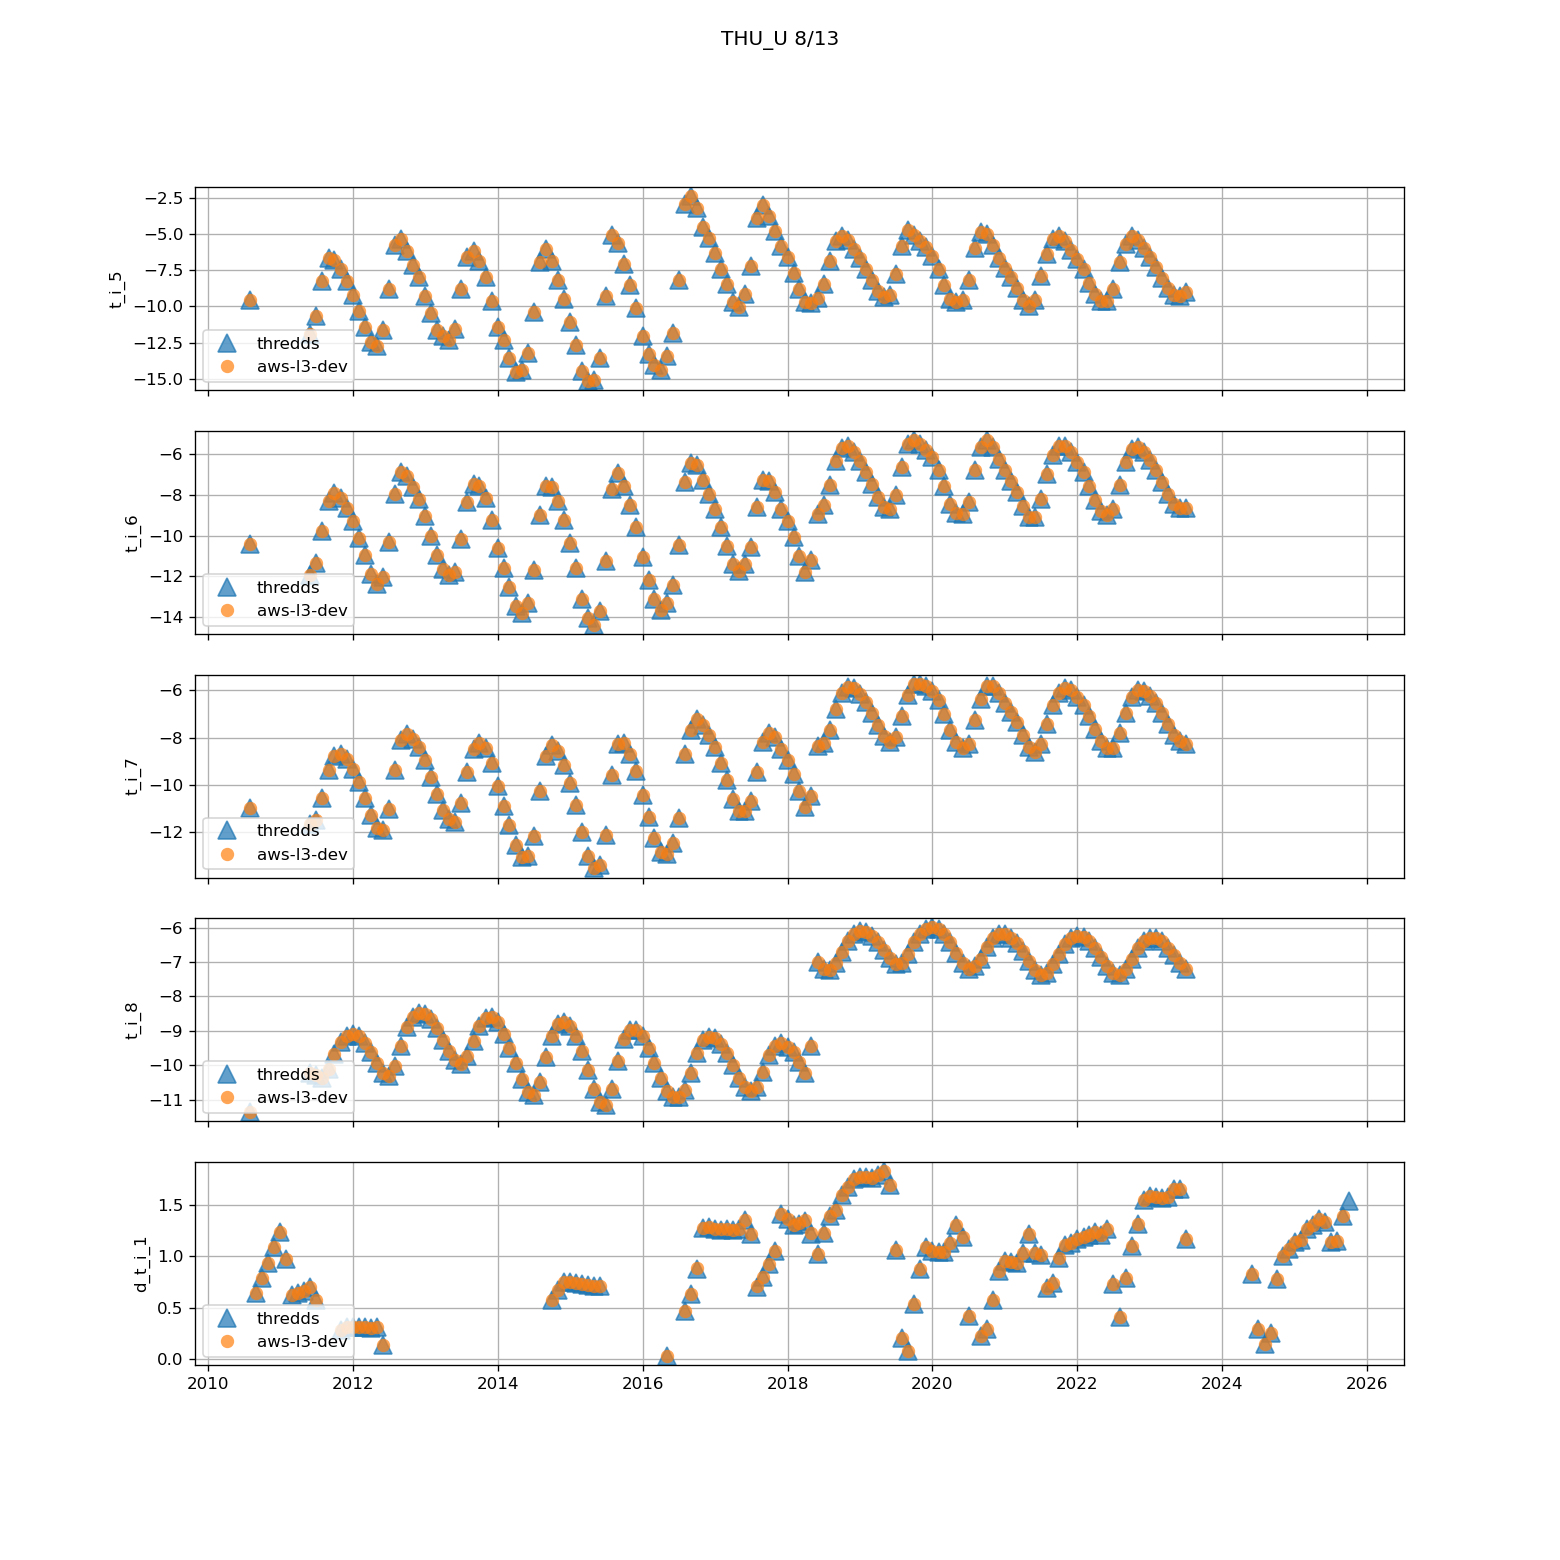 THU_U 8/13
t_i_5
−2.5
−5.0
−7.5
−10.0
−12.5
−15.0
thredds
aws-l3-dev
t_i_6
−6
−8
−10
−12
−14
thredds
aws-l3-dev
t_i_7
−6
−8
−10
−12
thredds
aws-l3-dev
t_i_8
−6
−7
−8
−9
−10
−11
thredds
aws-l3-dev
d_t_i_1
1.5
1.0
0.5
0.0
thredds
aws-l3-dev
2010 2012 2014 2016 2018 2020 2022 2024 2026